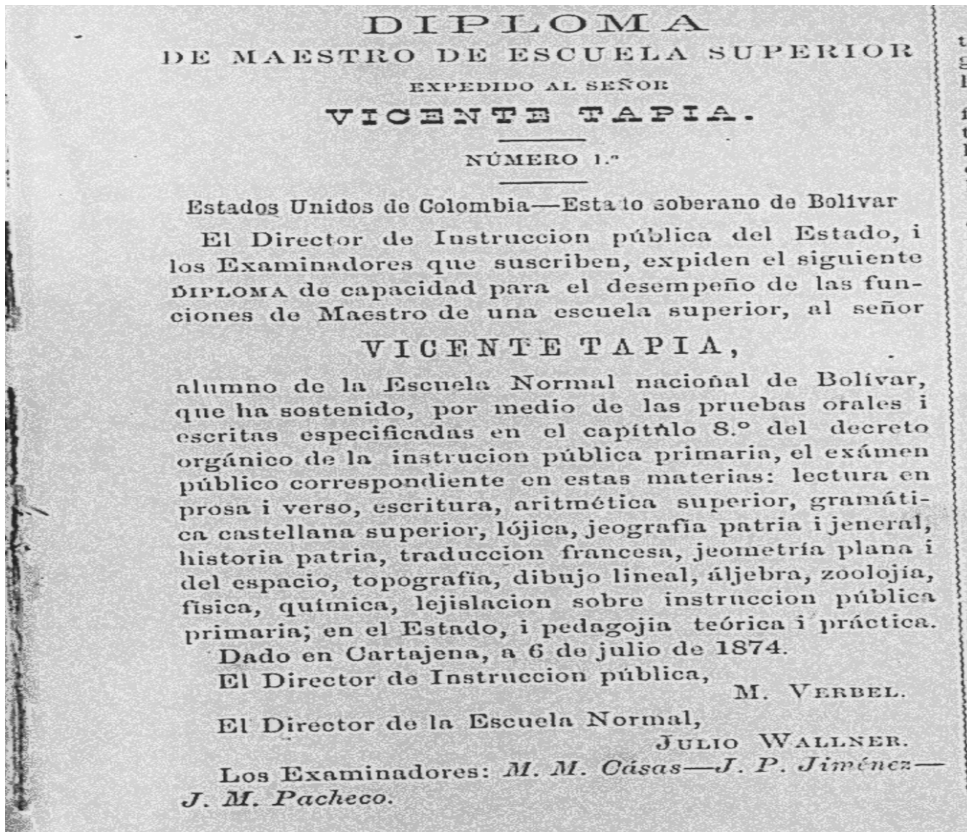 DIPLOMA
DE MAESTRO DE ESCUELA SUPERIOR
EXPEDIDO AL SEÑOR
VICENTE TAPIA.
NÚMERO 1.º
Estados Unidos de Colombia—Estado soberano de Bolívar
El Director de Instruccion pública del Estado, i
los Examinadores que suscriben, expiden el siguiente
DIPLOMA de capacidad para el desempeño de las fun-
ciones de Maestro de una escuela superior, al señor
VICENTE TAPIA,
alumno de la Escuela Normal nacional de Bolívar,
que ha sostenido, por medio de las pruebas orales i
escritas especificadas en el capítulo 8.º del decreto
orgánico de la instrucion pública primaria, el exámen
público correspondiente en estas materias: lectura en
prosa i verso, escritura, aritmética superior, gramáti-
ca castellana superior, lójica, jeografía patria i jeneral,
historia patria, traduccion francesa, jeometría plana i
del espacio, topografía, dibujo lineal, áljebra, zoolojía,
física, química, lejislacion sobre instruccion pública
primaria; en el Estado, i pedagojía teórica i práctica.
Dado en Cartajena, a 6 de julio de 1874.
El Director de Instruccion pública,
M. VERBEL.
El Director de la Escuela Normal,
JULIO WALLNER.
Los Examinadores: M. M. Cásas—J. P. Jiménez—
J. M. Pacheco.